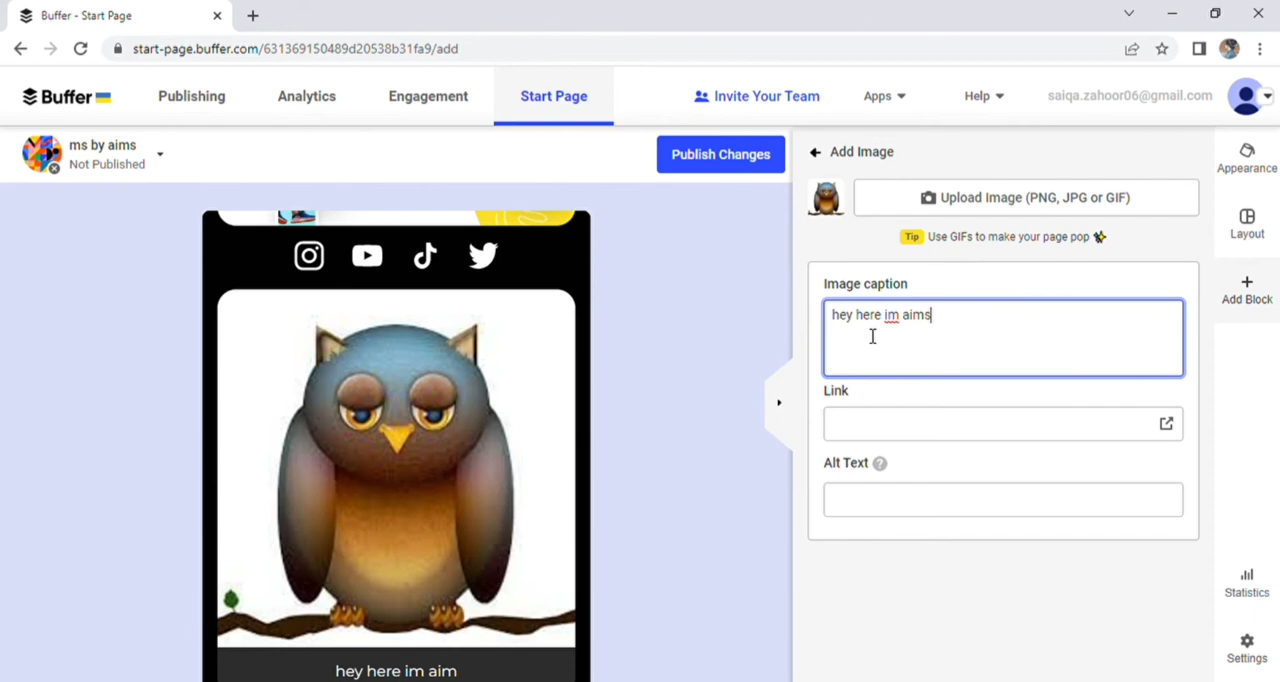 Buffer - Start Page
start-page.buffer.com/631369150489d20538b31fa9/add
Buffer
Publishing
Analytics
Engagement
Start Page
Invite Your Team
Apps
Help
saiqa.zahoor06@gmail.com
ms by aims
Not Published
Publish Changes
Add Image
Upload Image (PNG, JPG or GIF)
Tip Use GIFs to make your page pop
Image caption
hey here im aims
Link
Alt Text ?
hey here im aim
Appearance
Layout
Add Block
Statistics
Settings